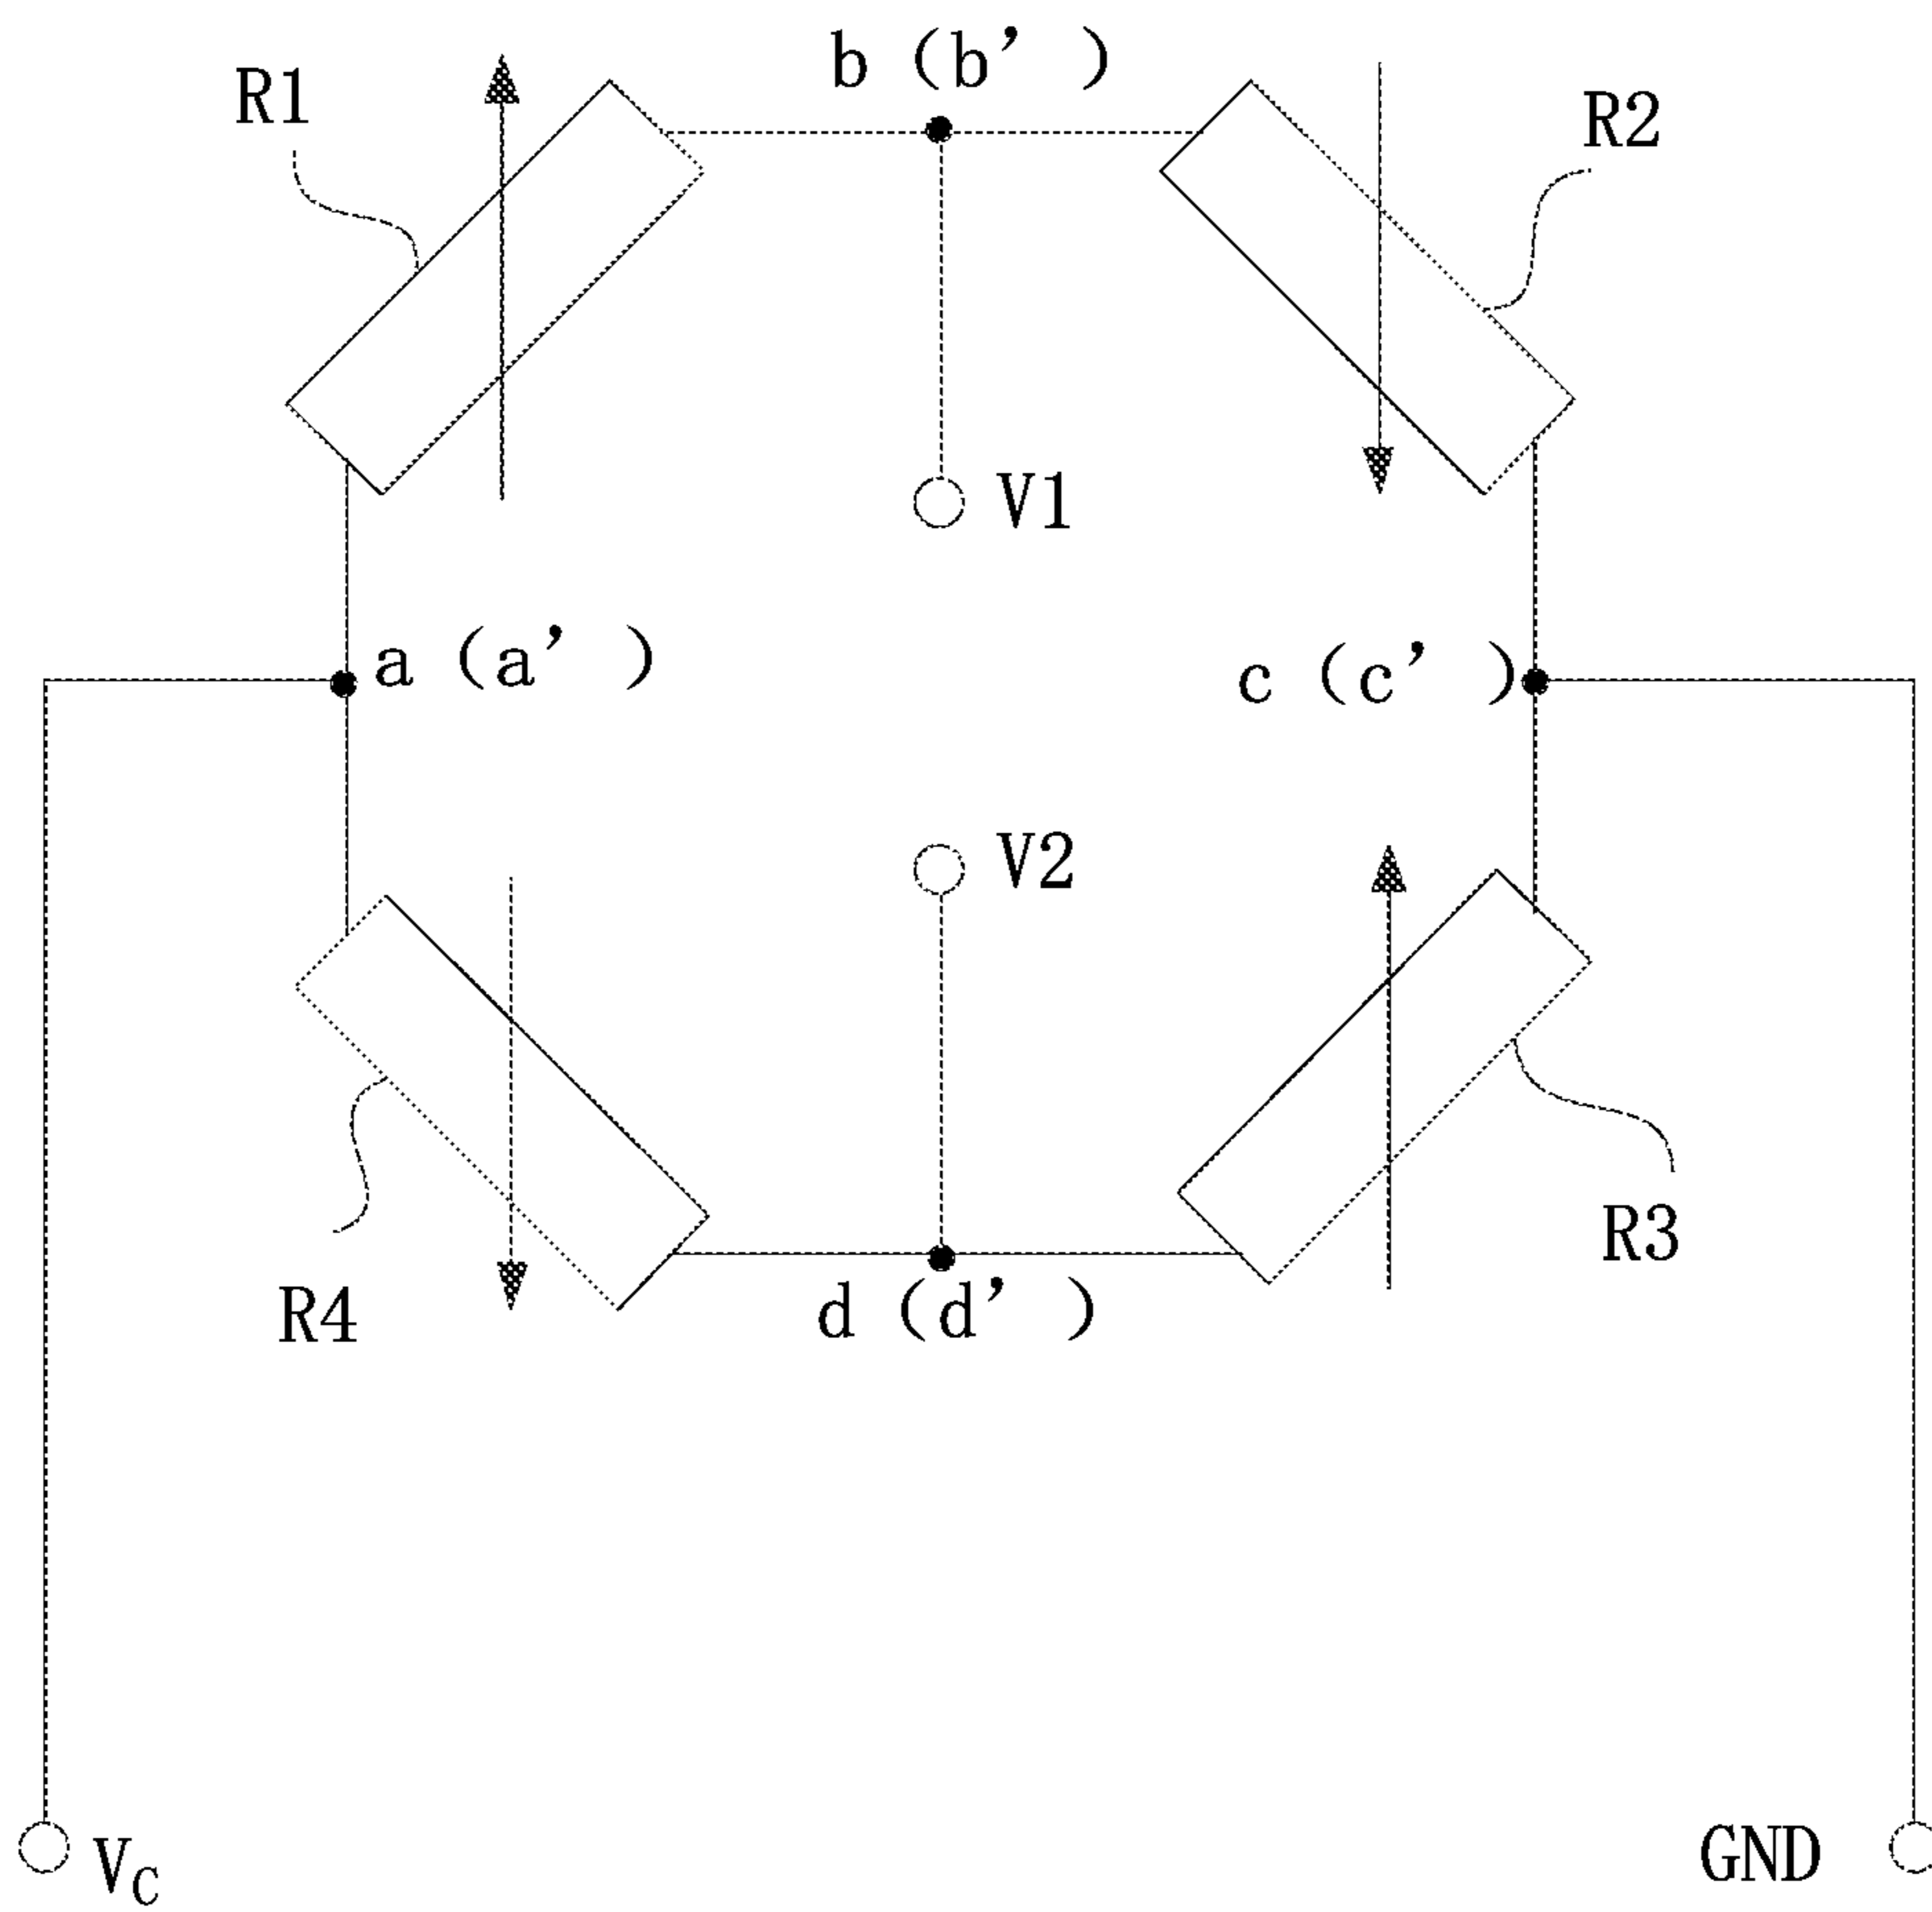 b (b’ )
R1
R2
V1
a (a’ )
c (c’ )
V2
R3
R4
d (d’ )
VC
GND